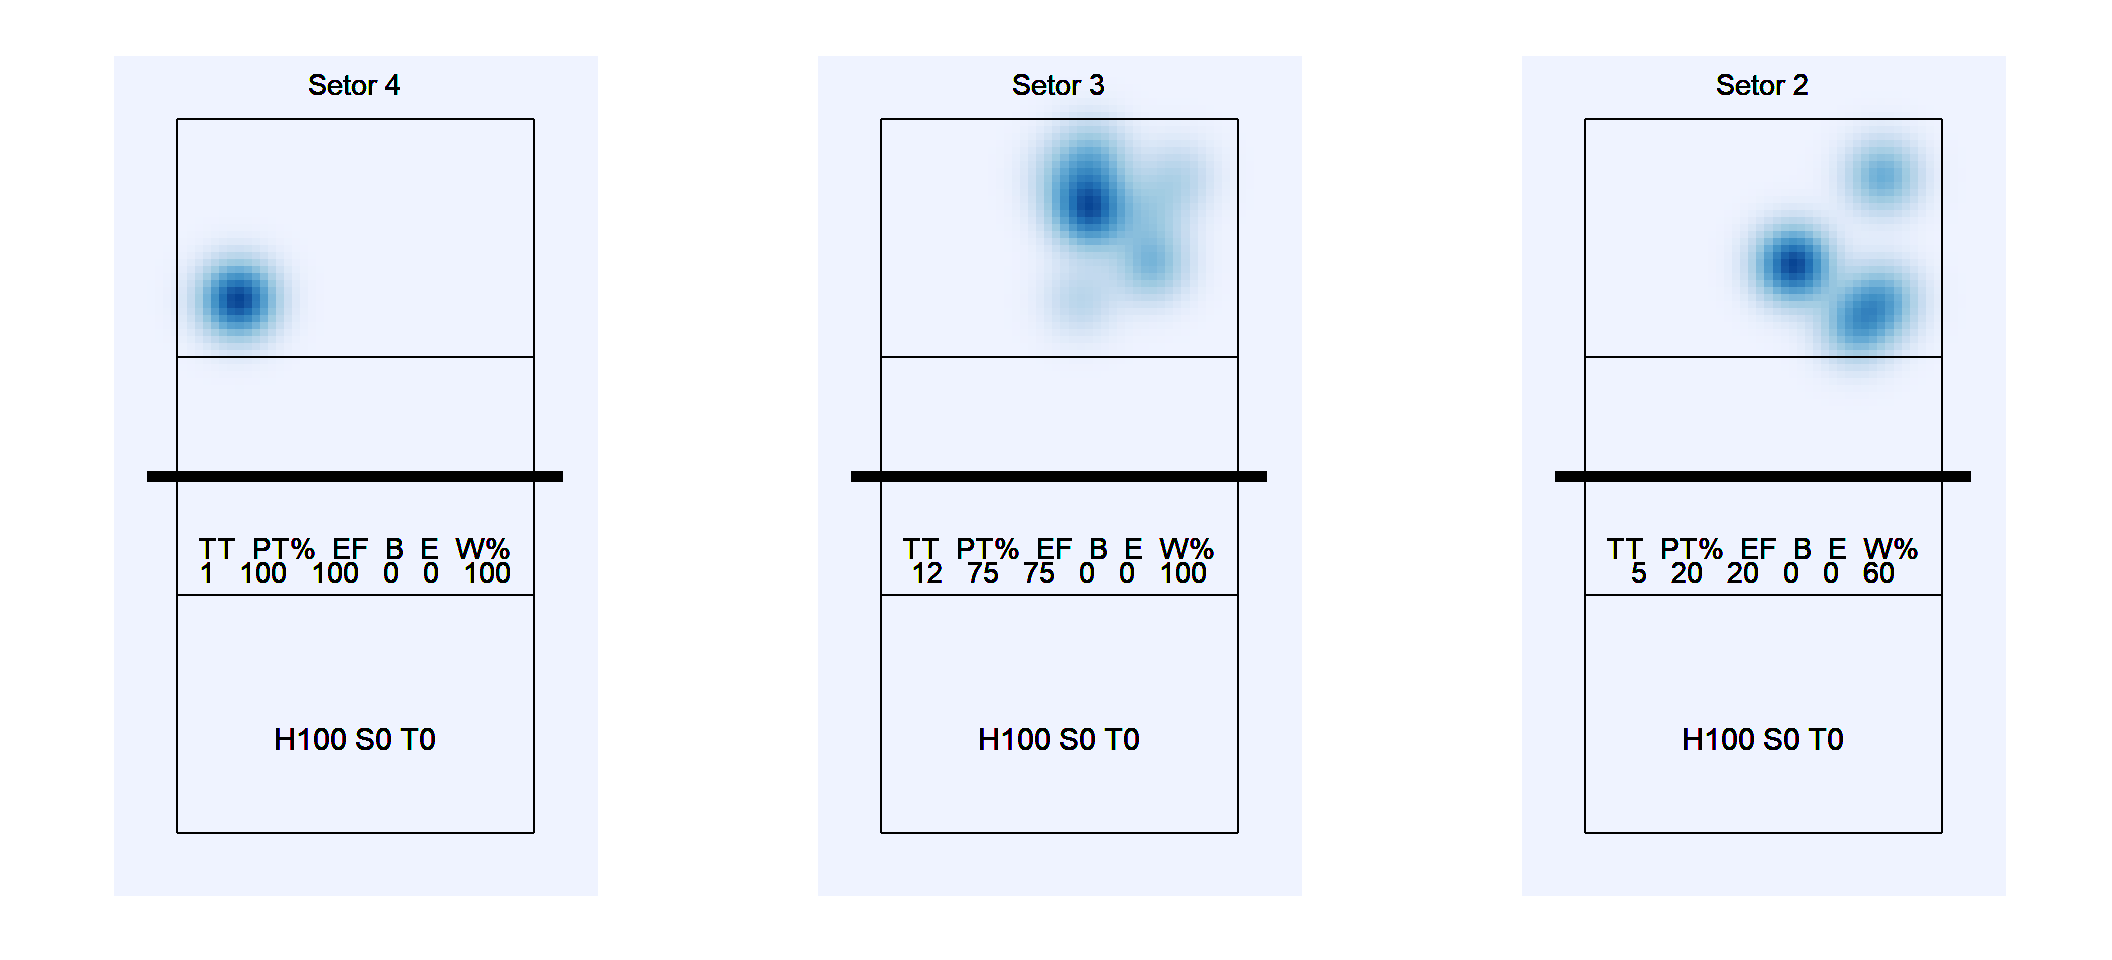 Setor 4
TT PT% EF B E W%
1 100 100 0 0 100
H100 S0 T0
Setor 3
TT PT% EF B E W%
12 75 75 0 0 100
H100 S0 T0
Setor 2
TT PT% EF B E W%
5 20 20 0 0 60
H100 S0 T0